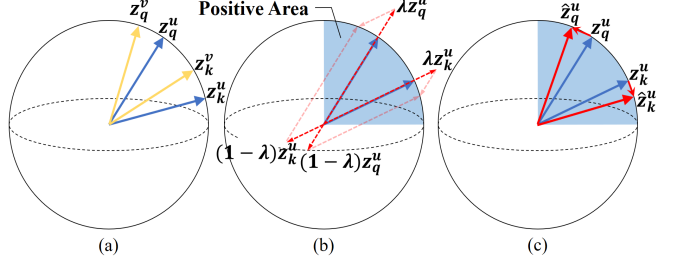 Positive Area
z_q^v
z_q^u
z_k^v
z_k^u
λz_q^u
λz_k^u
(1 − λ)z_k^u
(1 − λ)z_q^u
ẑ_q^u
z_q^u
z_k^u
ẑ_k^u
(a)
(b)
(c)